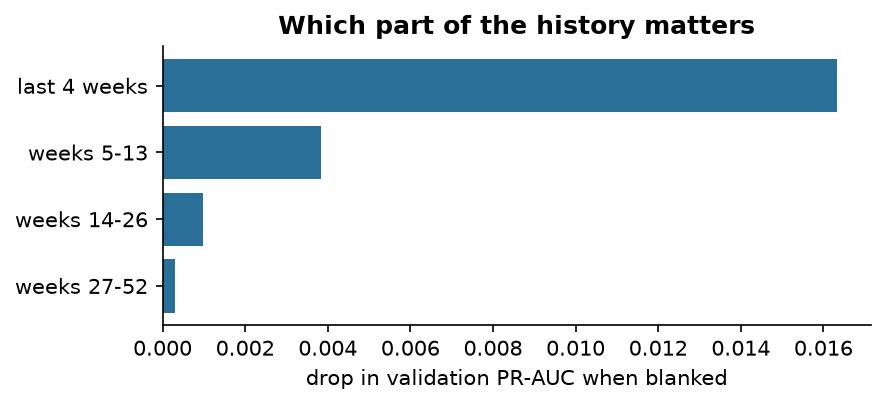 Which part of the history matters
last 4 weeks
weeks 5-13
weeks 14-26
weeks 27-52
0.000 0.002 0.004 0.006 0.008 0.010 0.012 0.014 0.016
drop in validation PR-AUC when blanked